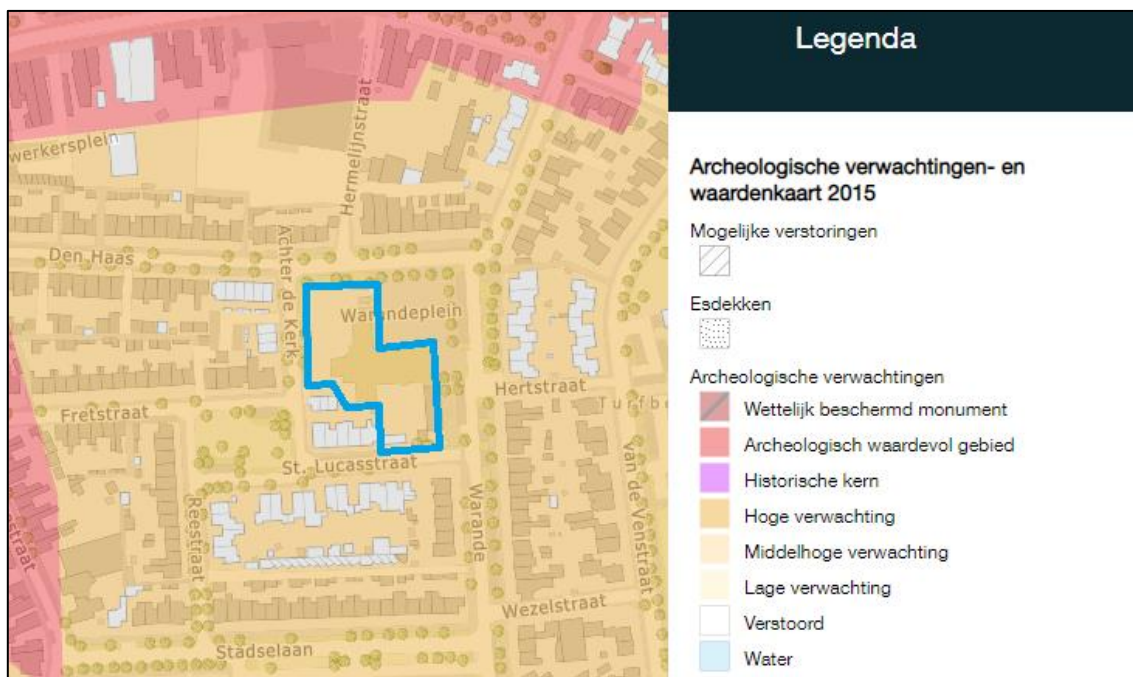 Legenda
Archeologische verwachtingen- en
waardenkaart 2015
Mogelijke verstoringen
Esdekken
Archeologische verwachtingen
Wettelijk beschermd monument
Archeologisch waardevol gebied
Historische kern
Hoge verwachting
Middelhoge verwachting
Lage verwachting
Verstoord
Water
werkersplein
Hermelijnstraat
Den Haas
Achter de Kerk
Warandeplein
Hertstraat
Turfbe
Fretstraat
St. Lucasstraat
Reestraat
Warande
van de Venstraat
Wezelstraat
Stadselaan
straat